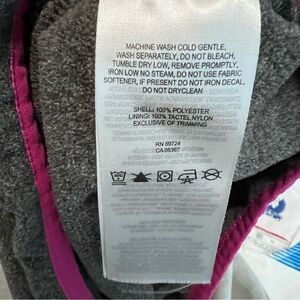 MACHINE WASH COLD GENTLE,
WASH SEPARATELY, DO NOT BLEACH,
TUMBLE DRY LOW, REMOVE PROMPTLY,
IRON LOW NO STEAM, DO NOT USE FABRIC
SOFTENER, IF PRESENT DO NOT IRON DECAL,
DO NOT DRYCLEAN
SHELL: 100% POLYESTER
LINING: 100% TACTEL NYLON
EXCLUSIVE OF TRIMMING
RN 69724
CA 05367